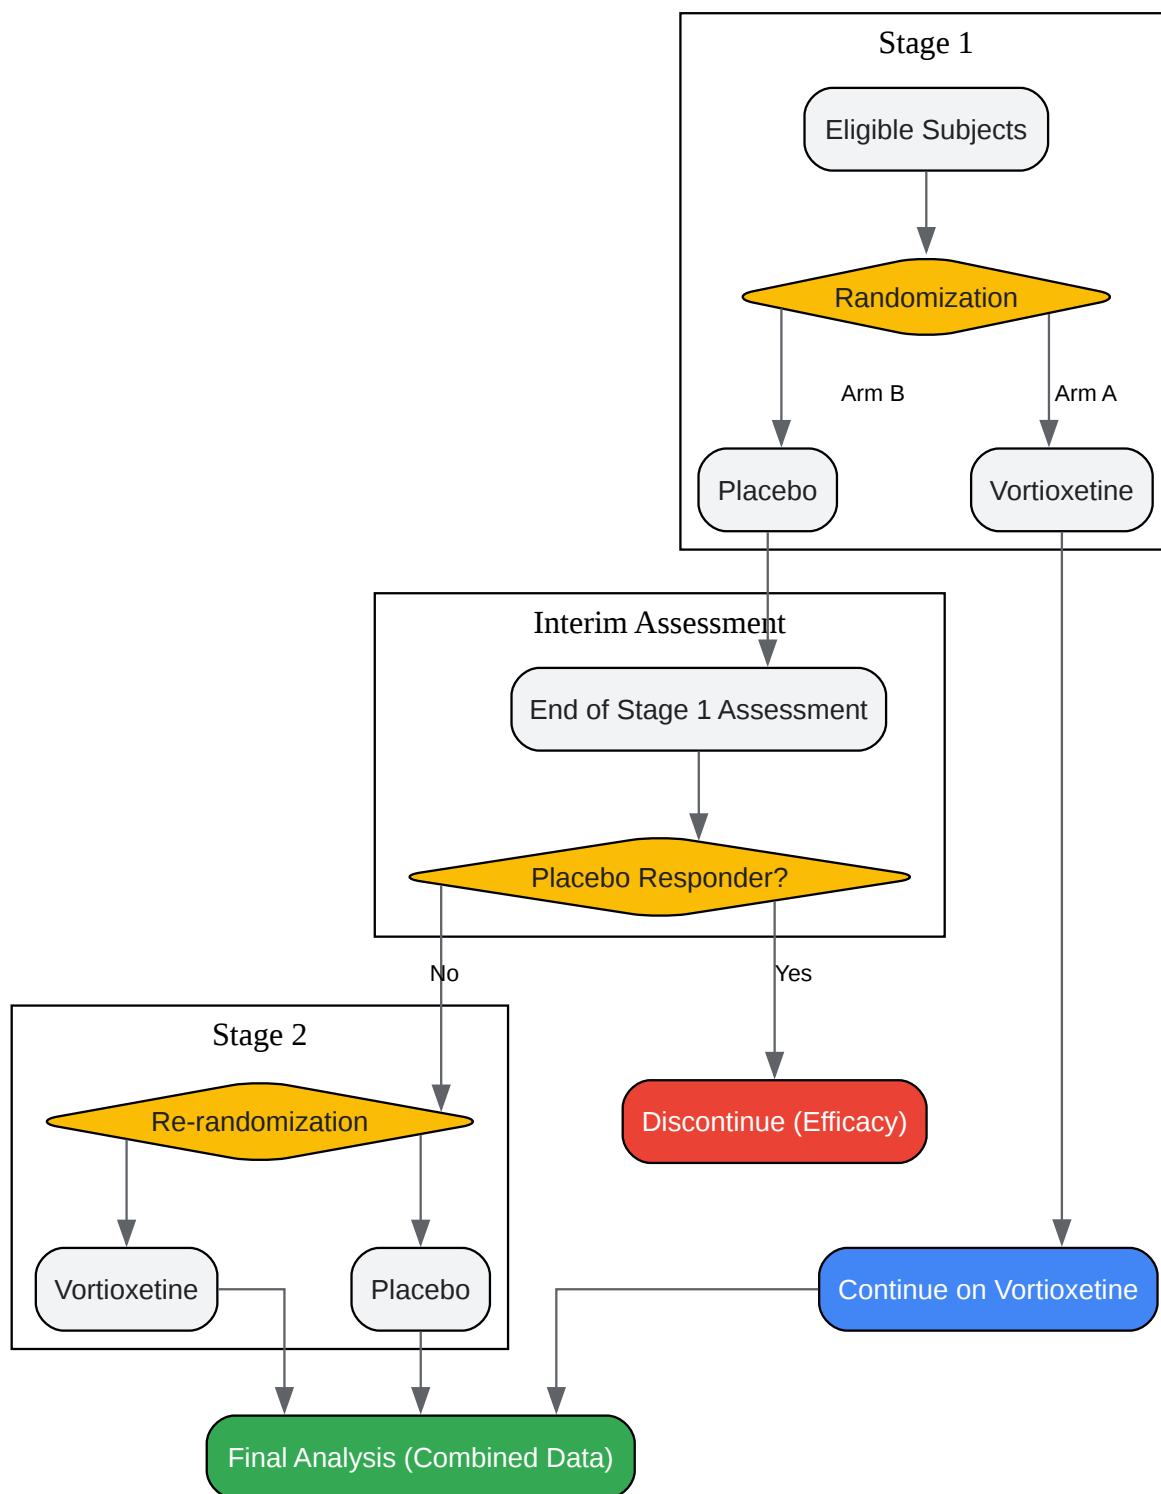 Stage 1
Eligible Subjects
Randomization
Arm B
Arm A
Placebo
Vortioxetine
Interim Assessment
End of Stage 1 Assessment
Placebo Responder?
No
Yes
Stage 2
Discontinue (Efficacy)
Re-randomization
Vortioxetine
Placebo
Continue on Vortioxetine
Final Analysis (Combined Data)